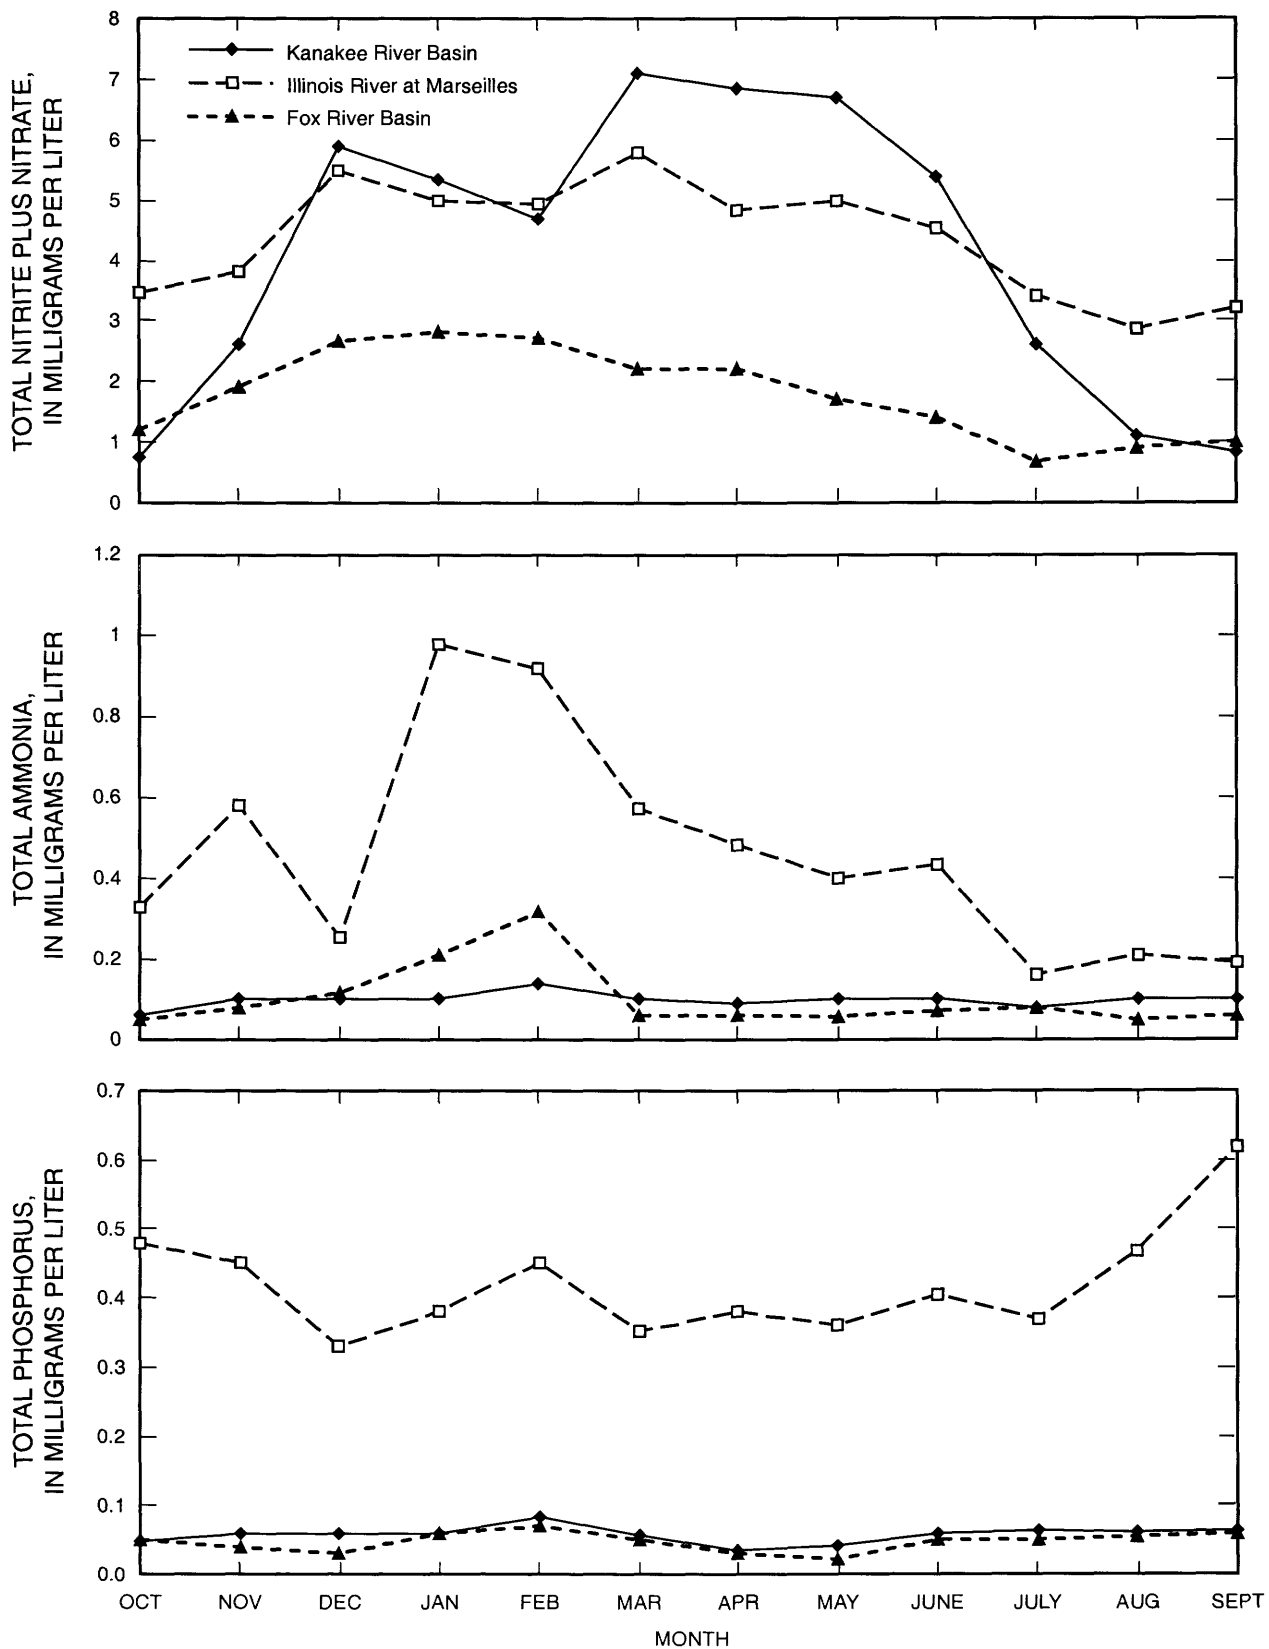 TOTAL NITRITE PLUS NITRATE,
IN MILLIGRAMS PER LITER
8
7
6
5
4
3
2
1
0
Kanakee River Basin
Illinois River at Marseilles
Fox River Basin
TOTAL AMMONIA,
IN MILLIGRAMS PER LITER
1.2
1
0.8
0.6
0.4
0.2
0
TOTAL PHOSPHORUS,
IN MILLIGRAMS PER LITER
0.7
0.6
0.5
0.4
0.3
0.2
0.1
0.0
OCT NOV DEC JAN FEB MAR APR MAY JUNE JULY AUG SEPT
MONTH